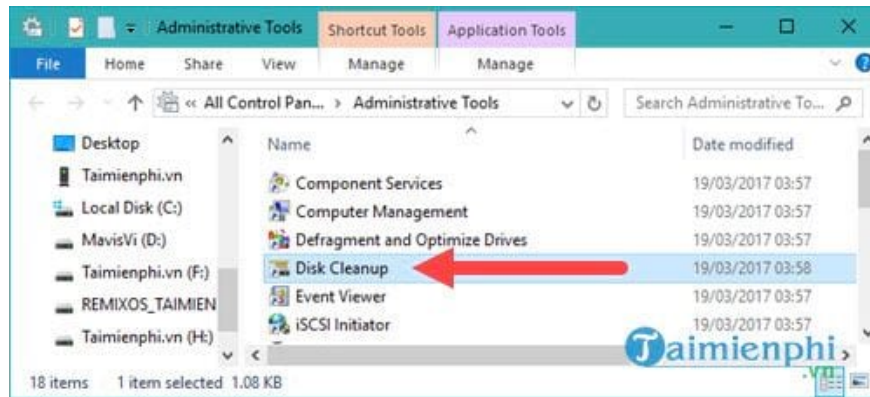 Administrative Tools Shortcut Tools Application Tools
File Home Share View Manage Manage
« All Control Pan... › Administrative Tools Search Administrative To...
Desktop
Taimienphi.vn
Local Disk (C:)
MavisVi (D:)
Taimienphi.vn (F:)
REMIXOS_TAIMIEN
Taimienphi.vn (H:)
Name Date modified
Component Services 19/03/2017 03:57
Computer Management 19/03/2017 03:57
Defragment and Optimize Drives 19/03/2017 03:57
Disk Cleanup 19/03/2017 03:58
Event Viewer 19/03/2017 03:57
iSCSI Initiator 19/03/2017 03:57
Taimienphi
.vn
18 items 1 item selected 1.08 KB